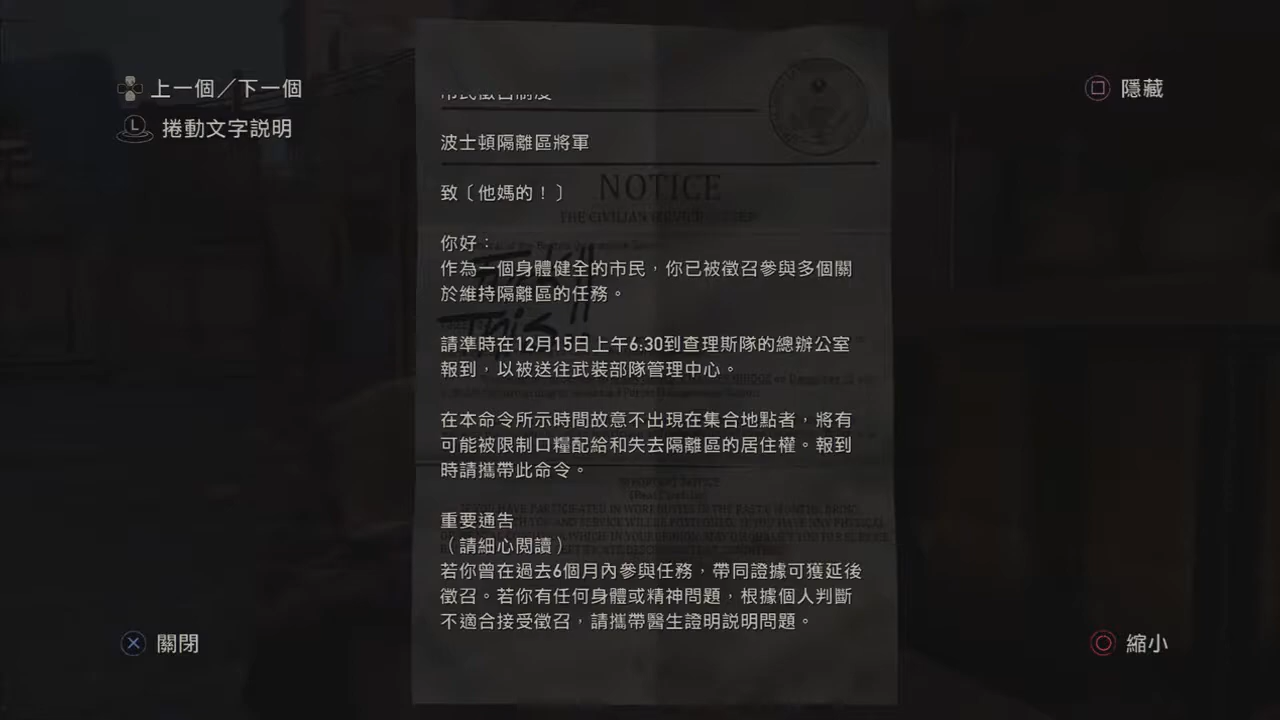 上一個／下一個
捲動文字説明
隱藏
市民徵召制度
波士頓隔離區將軍
致〔他媽的！〕
NOTICE
你好：
作為一個身體健全的市民，你已被徵召參與多個關
於維持隔離區的任務。
This!!
請準時在12月15日上午6:30到查理斯隊的總辦公室
報到，以被送往武裝部隊管理中心。
在本命令所示時間故意不出現在集合地點者，將有
可能被限制口糧配給和失去隔離區的居住權。報到
時請攜帶此命令。
重要通告
（請細心閲讀）
若你曾在過去6個月內參與任務，帶同證據可獲延後
徵召。若你有任何身體或精神問題，根據個人判斷
不適合接受徵召，請攜帶醫生證明説明問題。
關閉
縮小